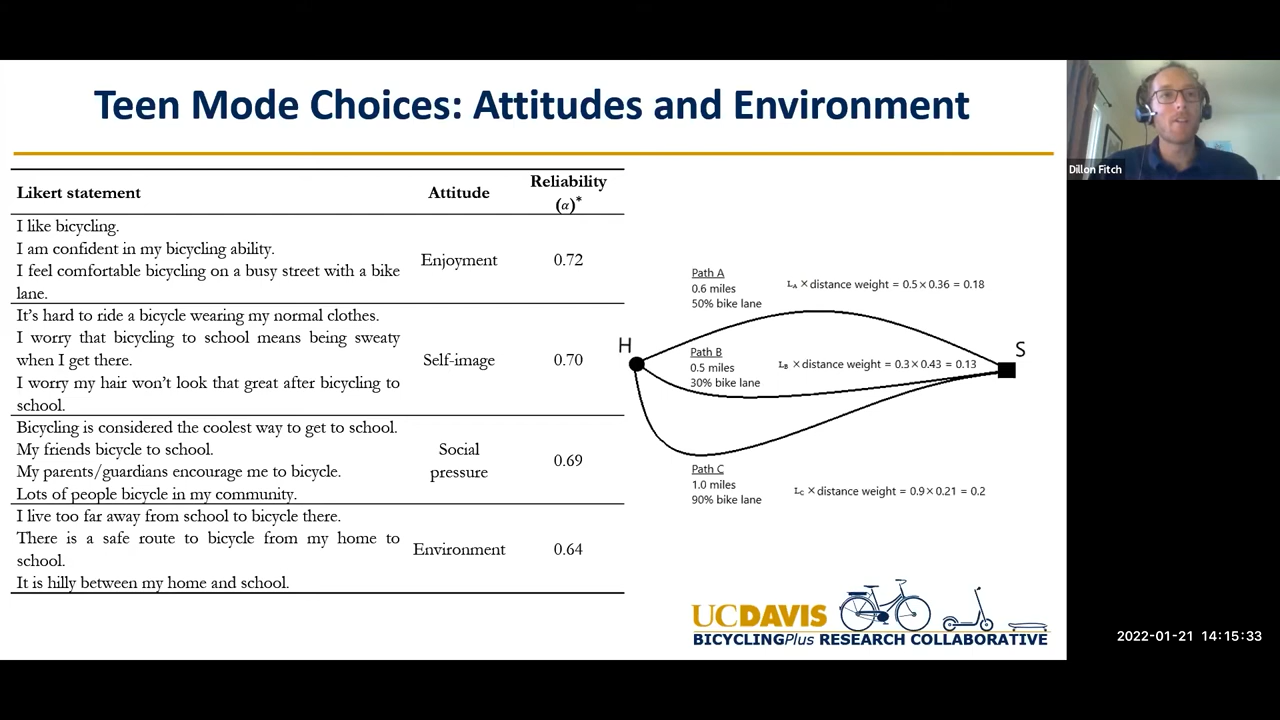 Teen Mode Choices: Attitudes and Environment
Likert statement Attitude Reliability (α)*
I like bicycling.
I am confident in my bicycling ability.
I feel comfortable bicycling on a busy street with a bike
lane.
Enjoyment 0.72
It's hard to ride a bicycle wearing my normal clothes.
I worry that bicycling to school means being sweaty
when I get there.
I worry my hair won't look that great after bicycling to
school.
Self-image 0.70
Bicycling is considered the coolest way to get to school.
My friends bicycle to school.
My parents/guardians encourage me to bicycle.
Lots of people bicycle in my community.
Social
pressure
0.69
I live too far away from school to bicycle there.
There is a safe route to bicycle from my home to
school.
It is hilly between my home and school.
Environment 0.64
Path A
0.6 miles
50% bike lane
LA × distance weight = 0.5×0.36 = 0.18
H
S
Path B
0.5 miles
30% bike lane
LB × distance weight = 0.3×0.43 = 0.13
Path C
1.0 miles
90% bike lane
LC × distance weight = 0.9×0.21 = 0.2
UCDAVIS
BICYCLINGPlus RESEARCH COLLABORATIVE
Dillon Fitch
2022-01-21 14:15:33